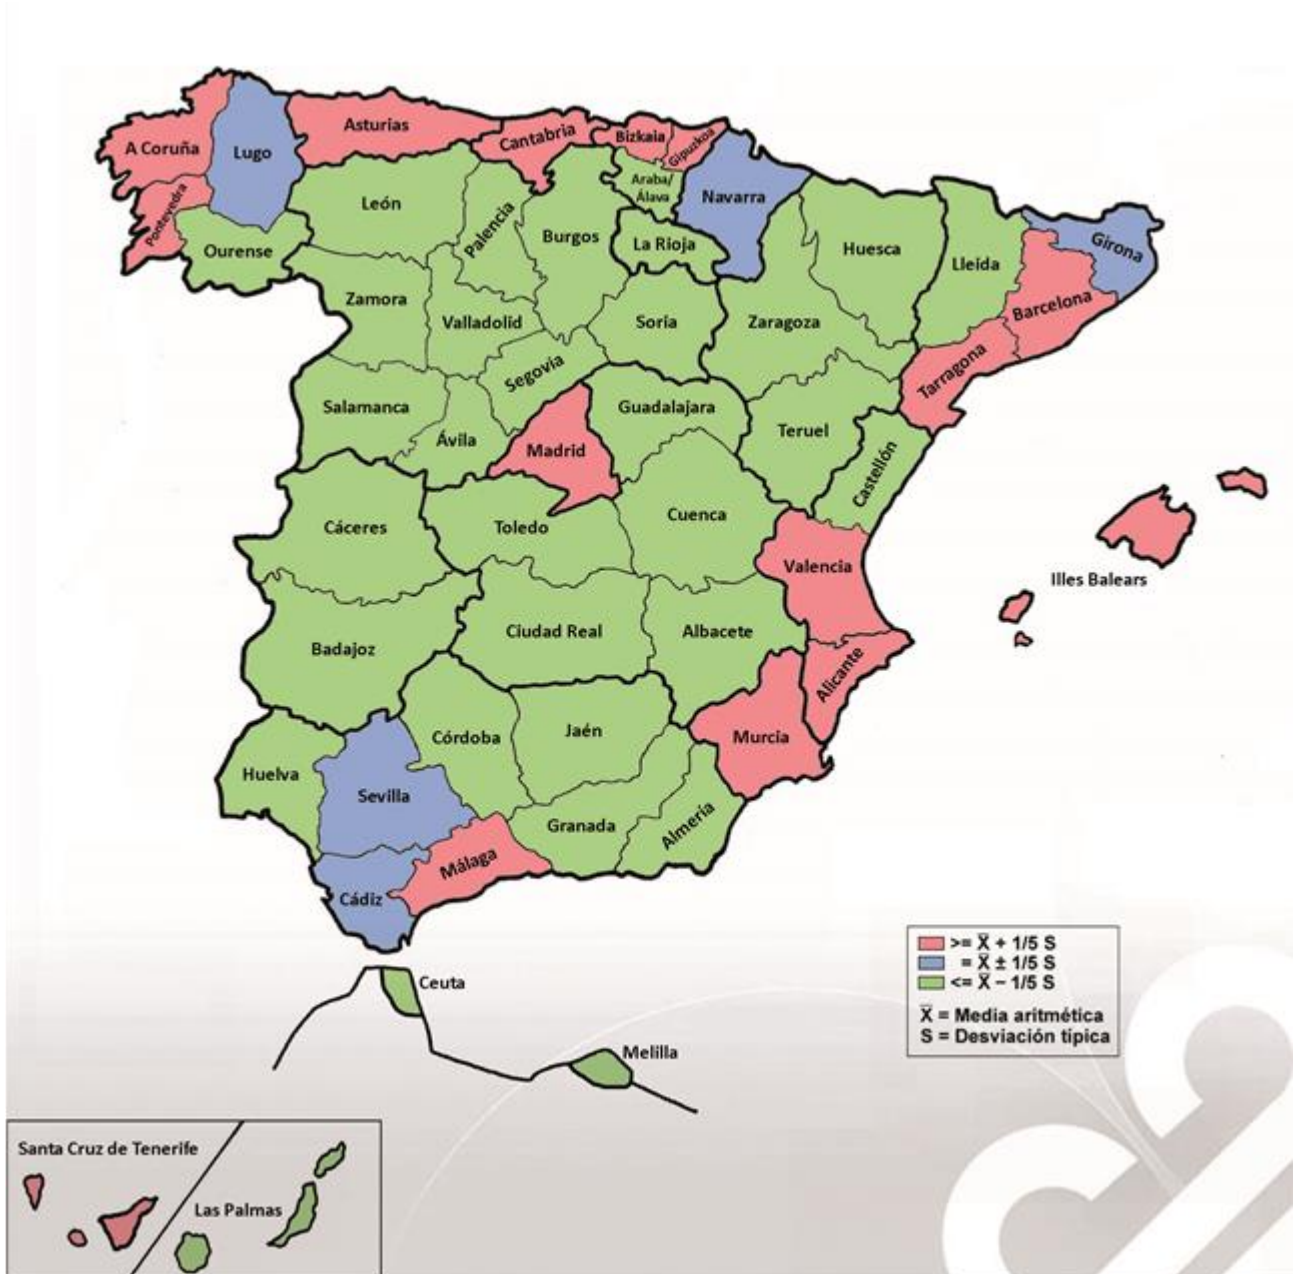 A Coruña
Lugo
Asturias
Cantabria
Bizkaia
Gipuzkoa
Pontevedra
Ourense
León
Palencia
Burgos
Araba/
Álava
Navarra
La Rioja
Huesca
Lleida
Girona
Barcelona
Tarragona
Zamora
Valladolid
Soria
Zaragoza
Segovia
Salamanca
Ávila
Madrid
Guadalajara
Teruel
Castellón
Cáceres
Toledo
Cuenca
Valencia
Illes Balears
Badajoz
Ciudad Real
Albacete
Alicante
Murcia
Huelva
Sevilla
Córdoba
Jaén
Granada
Almería
Málaga
Cádiz
Ceuta
Melilla
>= X̅ + 1/5 S
= X̅ ± 1/5 S
<= X̅ – 1/5 S
X̅ = Media aritmética
S = Desviación típica
Santa Cruz de Tenerife
Las Palmas